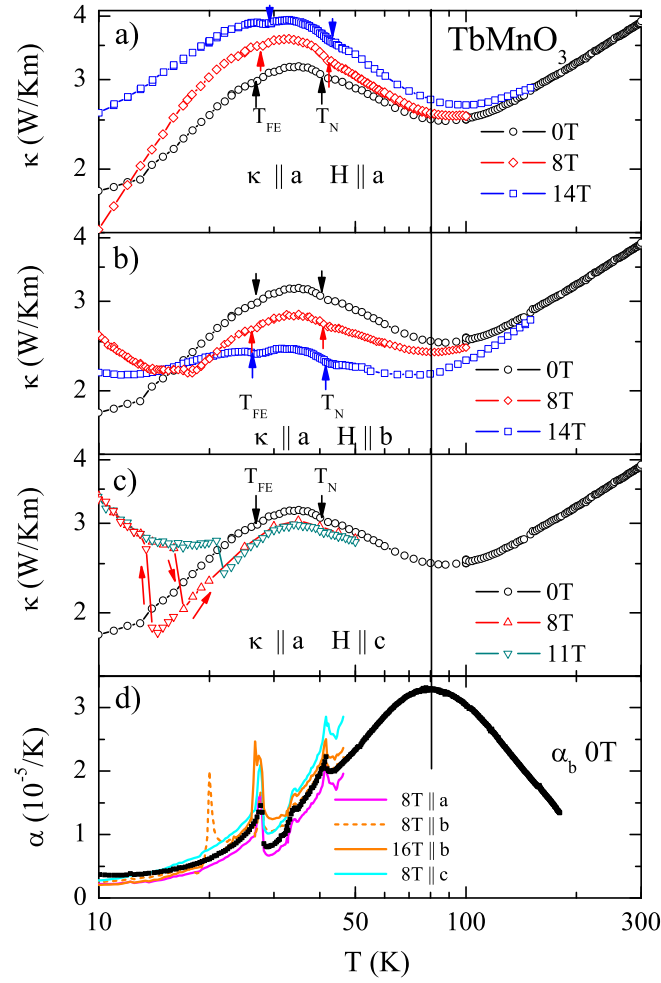 a)
TbMnO3
4
3
2
κ (W/Km)
T_FE
T_N
κ || a H || a
0T
8T
14T
b)
4
3
2
κ (W/Km)
T_FE
T_N
κ || a H || b
0T
8T
14T
c)
4
3
2
κ (W/Km)
T_FE
T_N
κ || a H || c
0T
8T
11T
d)
3
2
1
0
α (10^-5/K)
α_b 0T
8T || a
8T || b
16T || b
8T || c
10 50 100 300
T (K)